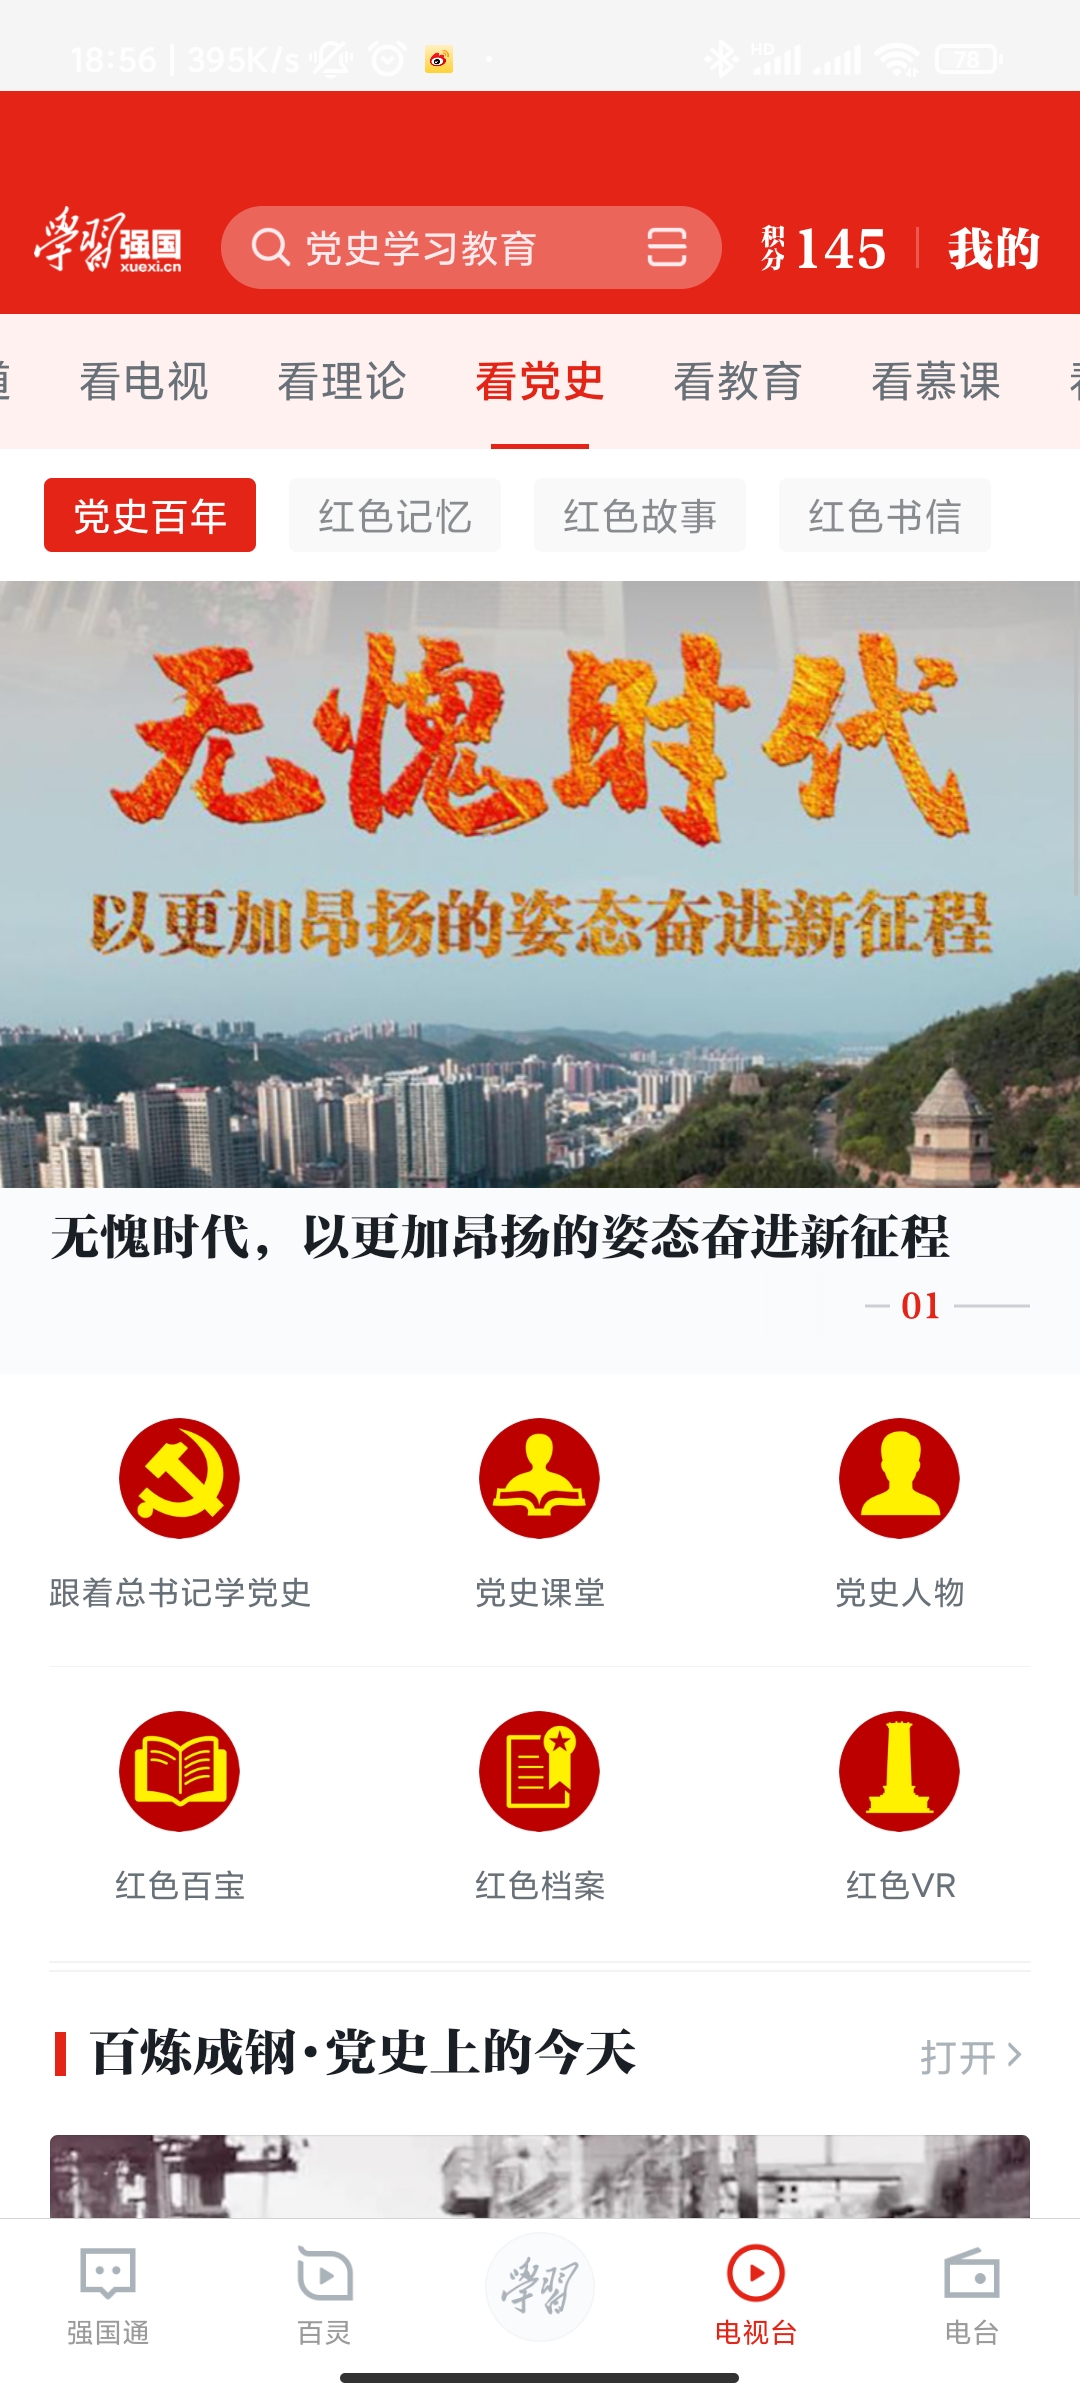 18:56 | 395K/s
HD
78
学习强国
xuexi.cn
党史学习教育
积分 145
我的
看电视
看理论
看党史
看教育
看慕课
党史百年
红色记忆
红色故事
红色书信
无愧时代
以更加昂扬的姿态奋进新征程
无愧时代，以更加昂扬的姿态奋进新征程
01
跟着总书记学党史
党史课堂
党史人物
红色百宝
红色档案
红色VR
百炼成钢·党史上的今天
打开
强国通
百灵
学習
电视台
电台